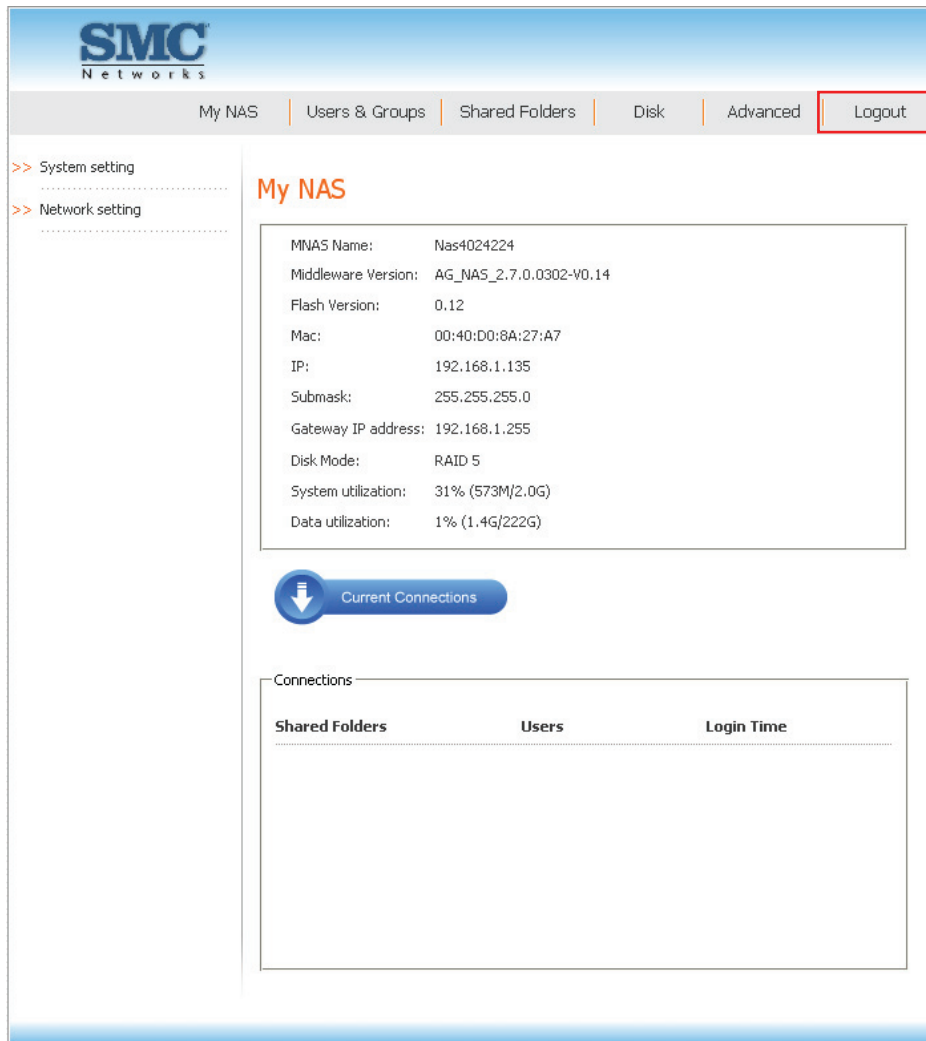 SMC
Networks
My NAS Users & Groups Shared Folders Disk Advanced Logout
>> System setting
>> Network setting
My NAS
MNAS Name: Nas4024224
Middleware Version: AG_NAS_2.7.0.0302-V0.14
Flash Version: 0.12
Mac: 00:40:D0:8A:27:A7
IP: 192.168.1.135
Submask: 255.255.255.0
Gateway IP address: 192.168.1.255
Disk Mode: RAID 5
System utilization: 31% (573M/2.0G)
Data utilization: 1% (1.4G/222G)
Current Connections
Connections
Shared Folders Users Login Time